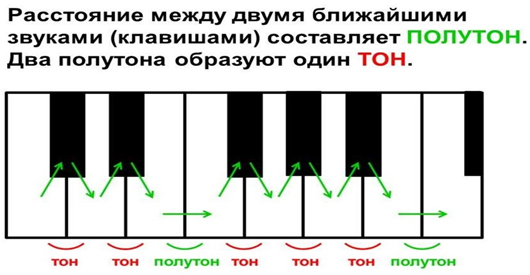 Расстояние между двумя ближайшими
звуками (клавишами) составляет ПОЛУТОН.
Два полутона образуют один ТОН.
тон тон полутон тон тон тон полутон